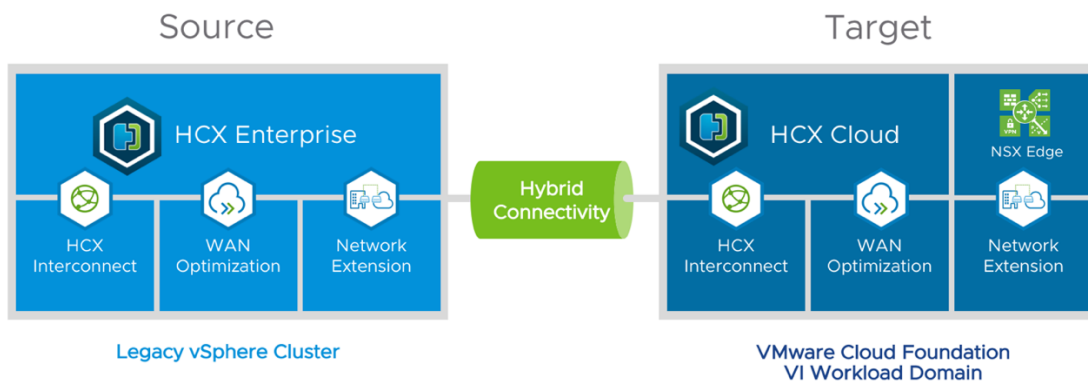 Source
Target
HCX Enterprise
HCX
Interconnect
WAN
Optimization
Network
Extension
Legacy vSphere Cluster
Hybrid
Connectivity
HCX Cloud
VPN
NSX Edge
HCX
Interconnect
WAN
Optimization
Network
Extension
VMware Cloud Foundation
VI Workload Domain